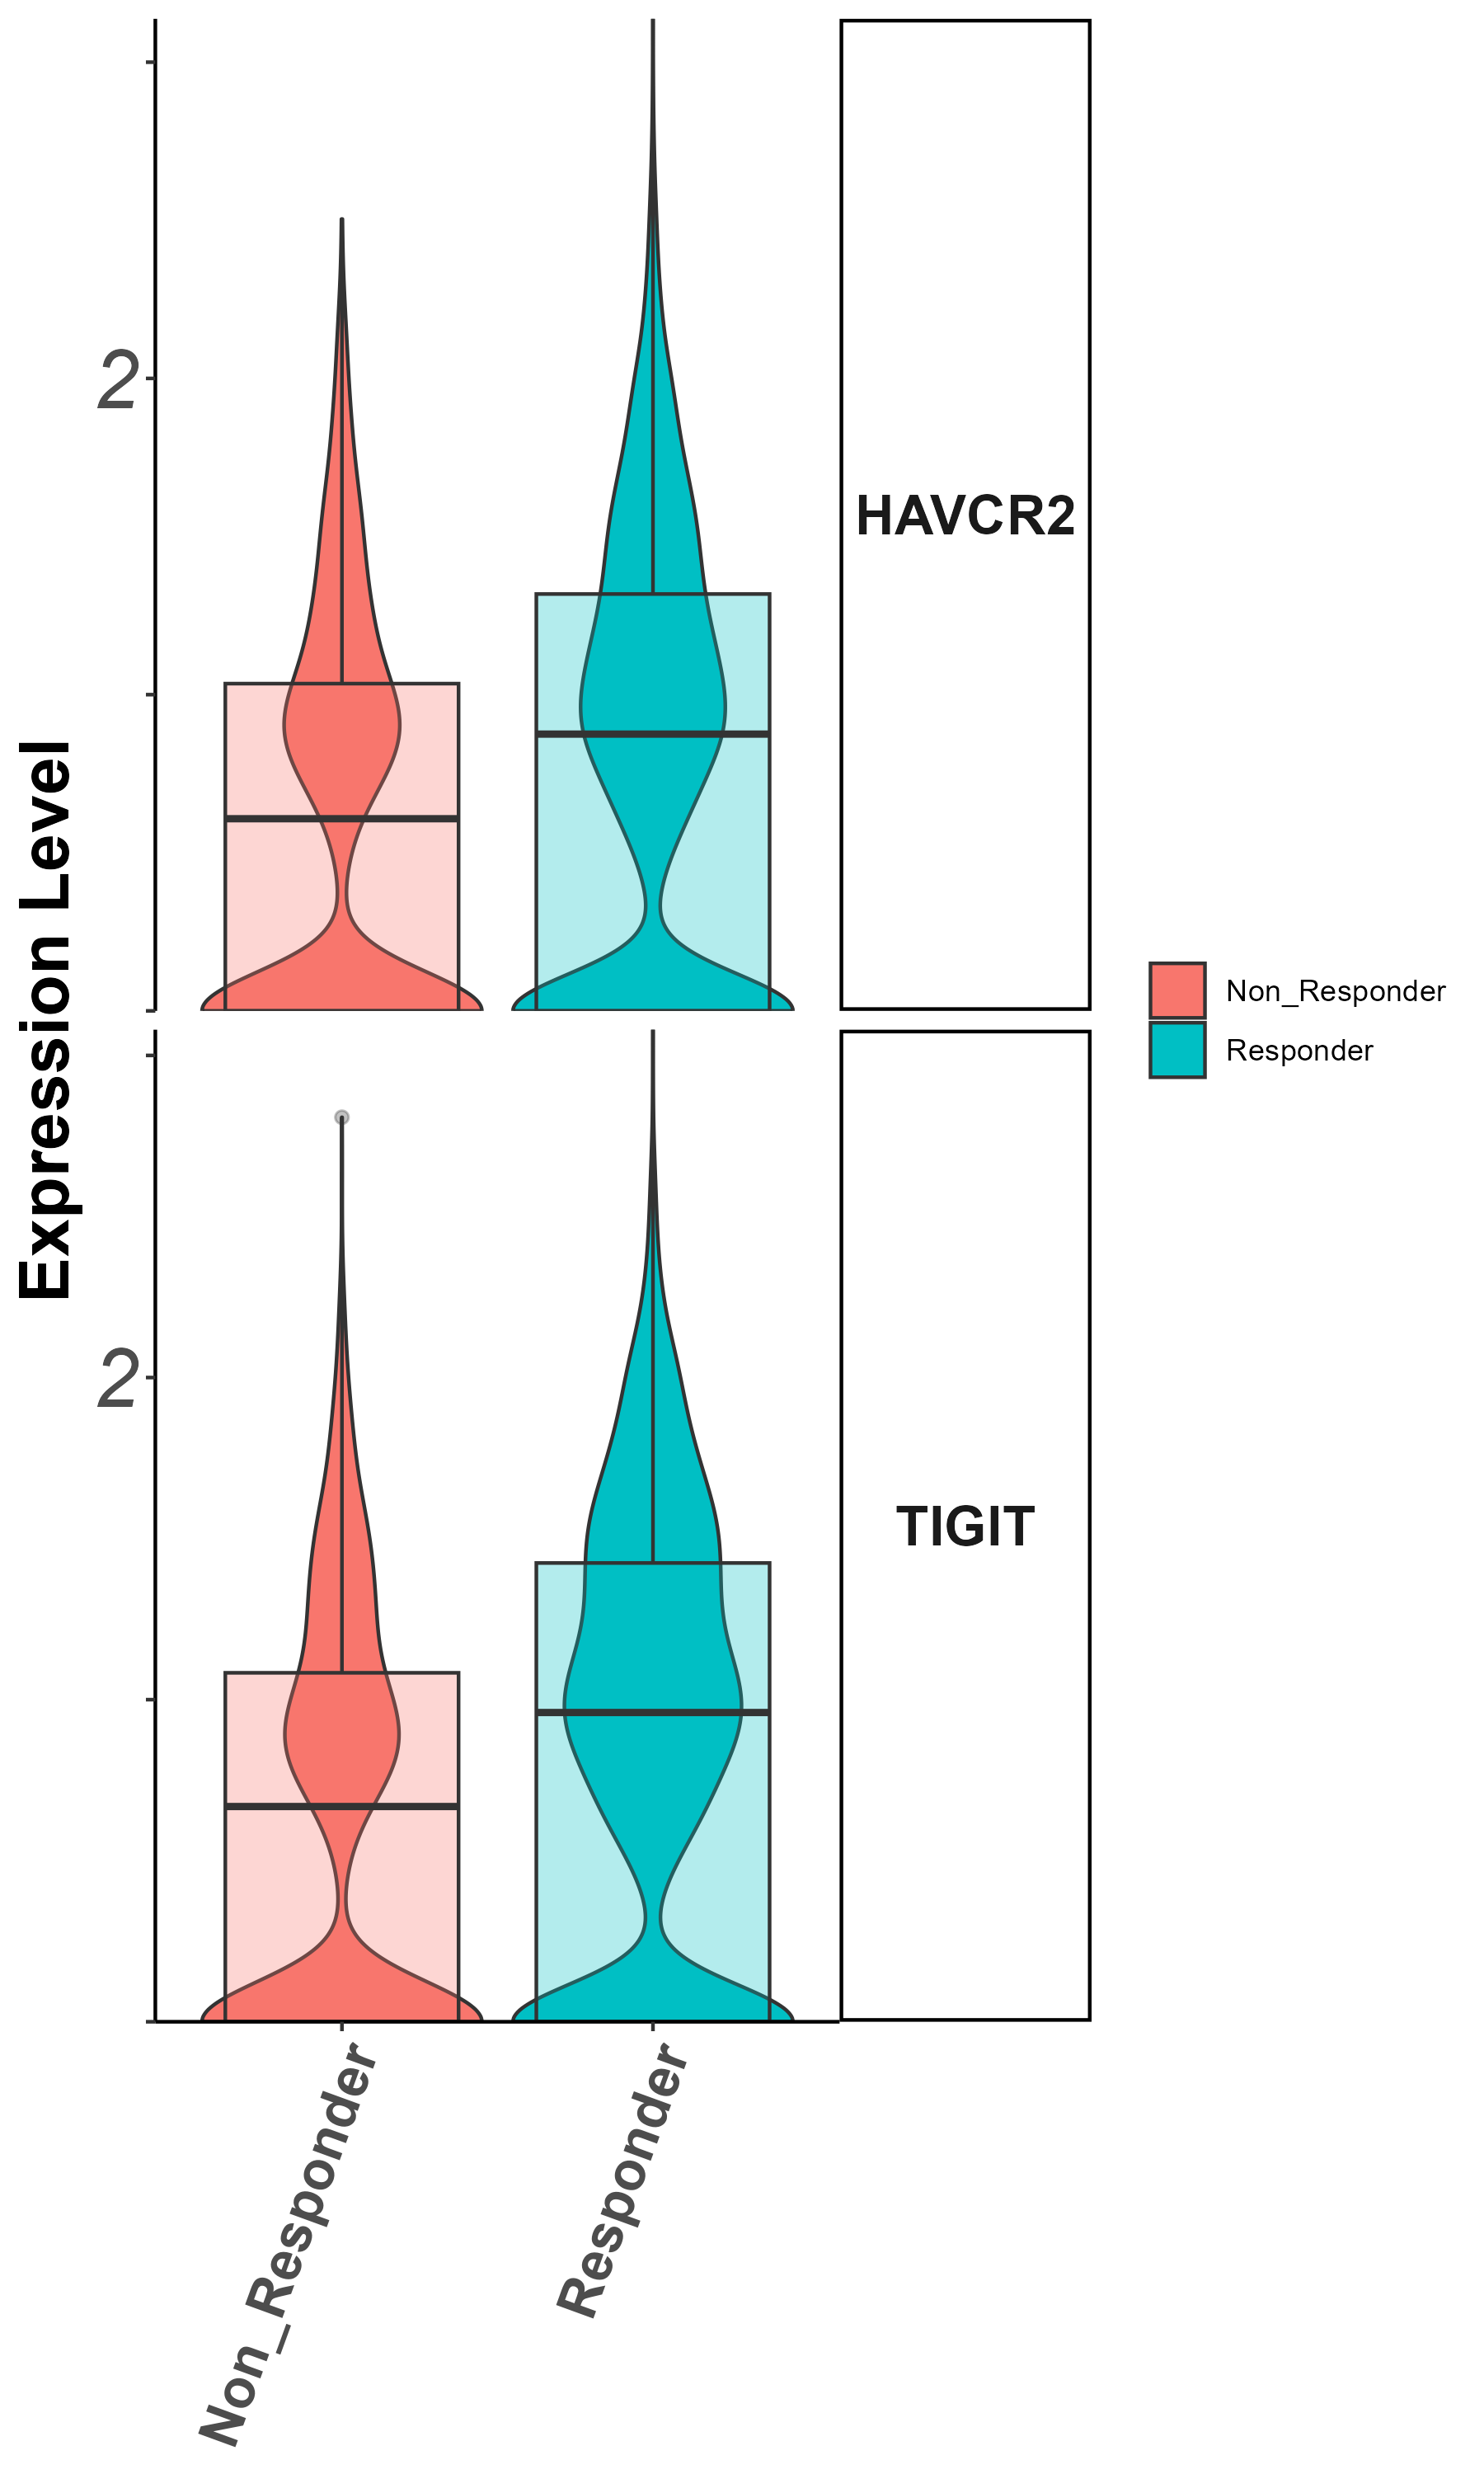 Expression Level
2
HAVCR2
2
TIGIT
Non_Responder
Responder
Non_Responder
Responder